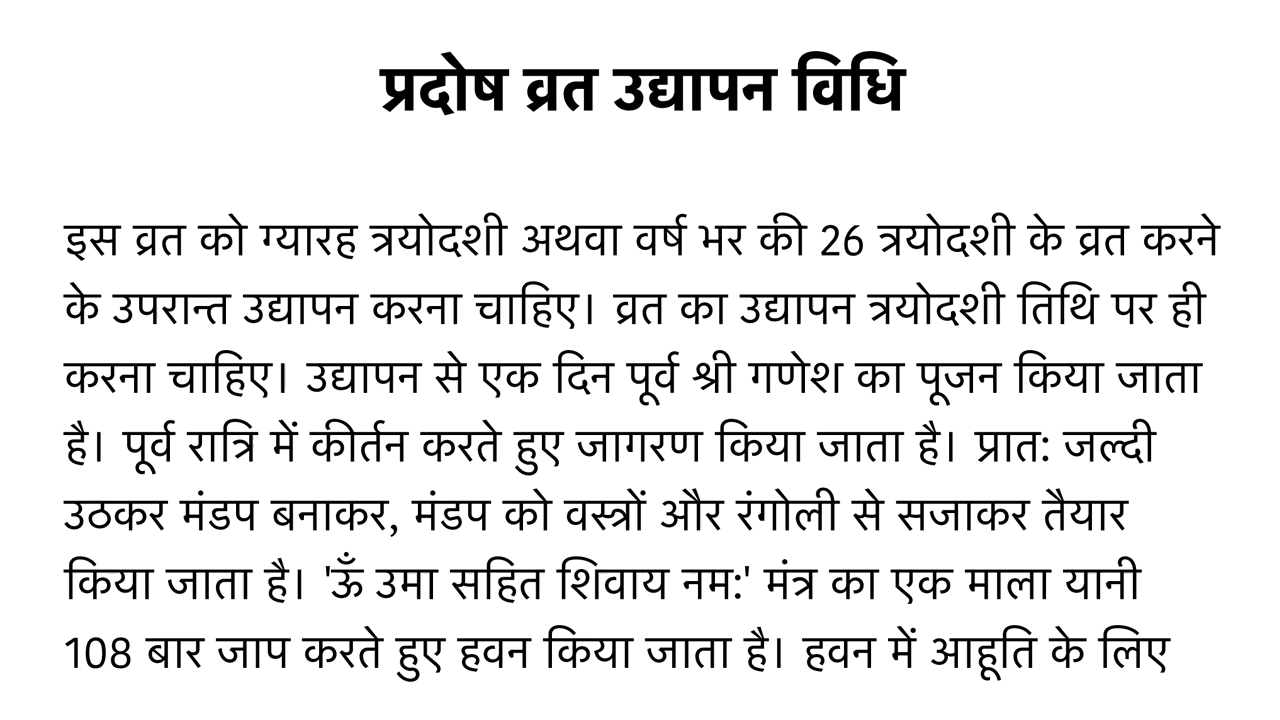 प्रदोष व्रत उद्यापन विधि
इस व्रत को ग्यारह त्रयोदशी अथवा वर्ष भर की 26 त्रयोदशी के व्रत करने
के उपरान्त उद्यापन करना चाहिए। व्रत का उद्यापन त्रयोदशी तिथि पर ही
करना चाहिए। उद्यापन से एक दिन पूर्व श्री गणेश का पूजन किया जाता
है। पूर्व रात्रि में कीर्तन करते हुए जागरण किया जाता है। प्रात: जल्दी
उठकर मंडप बनाकर, मंडप को वस्त्रों और रंगोली से सजाकर तैयार
किया जाता है। 'ऊँ उमा सहित शिवाय नम:' मंत्र का एक माला यानी
108 बार जाप करते हुए हवन किया जाता है। हवन में आहूति के लिए